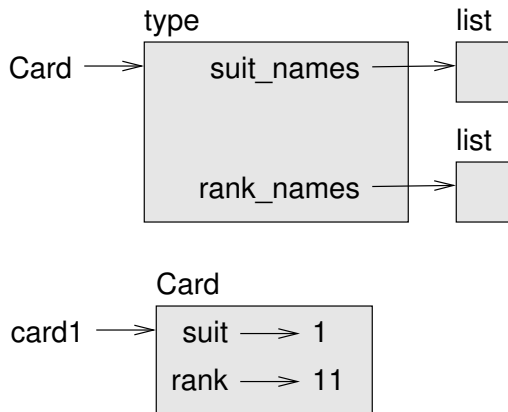 type
list
Card
suit_names
list
rank_names
Card
card1
suit
1
rank
11